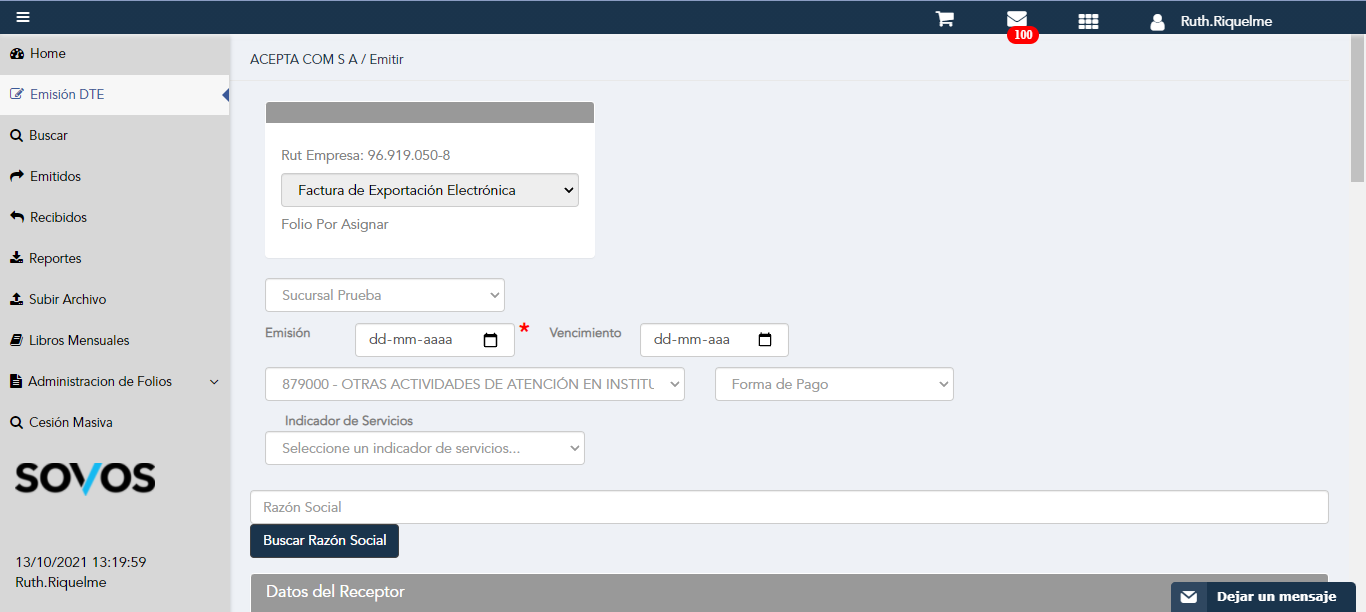 100
Ruth.Riquelme
Home
Emisión DTE
Buscar
Emitidos
Recibidos
Reportes
Subir Archivo
Libros Mensuales
Administracion de Folios
Cesión Masiva
SOVOS
13/10/2021 13:19:59
Ruth.Riquelme
ACEPTA COM S A / Emitir
Rut Empresa: 96.919.050-8
Factura de Exportación Electrónica
Folio Por Asignar
Sucursal Prueba
Emisión dd-mm-aaaa * Vencimiento dd-mm-aaa
879000 - OTRAS ACTIVIDADES DE ATENCIÓN EN INSTITU Forma de Pago
Indicador de Servicios
Seleccione un indicador de servicios...
Razón Social
Buscar Razón Social
Datos del Receptor
Dejar un mensaje